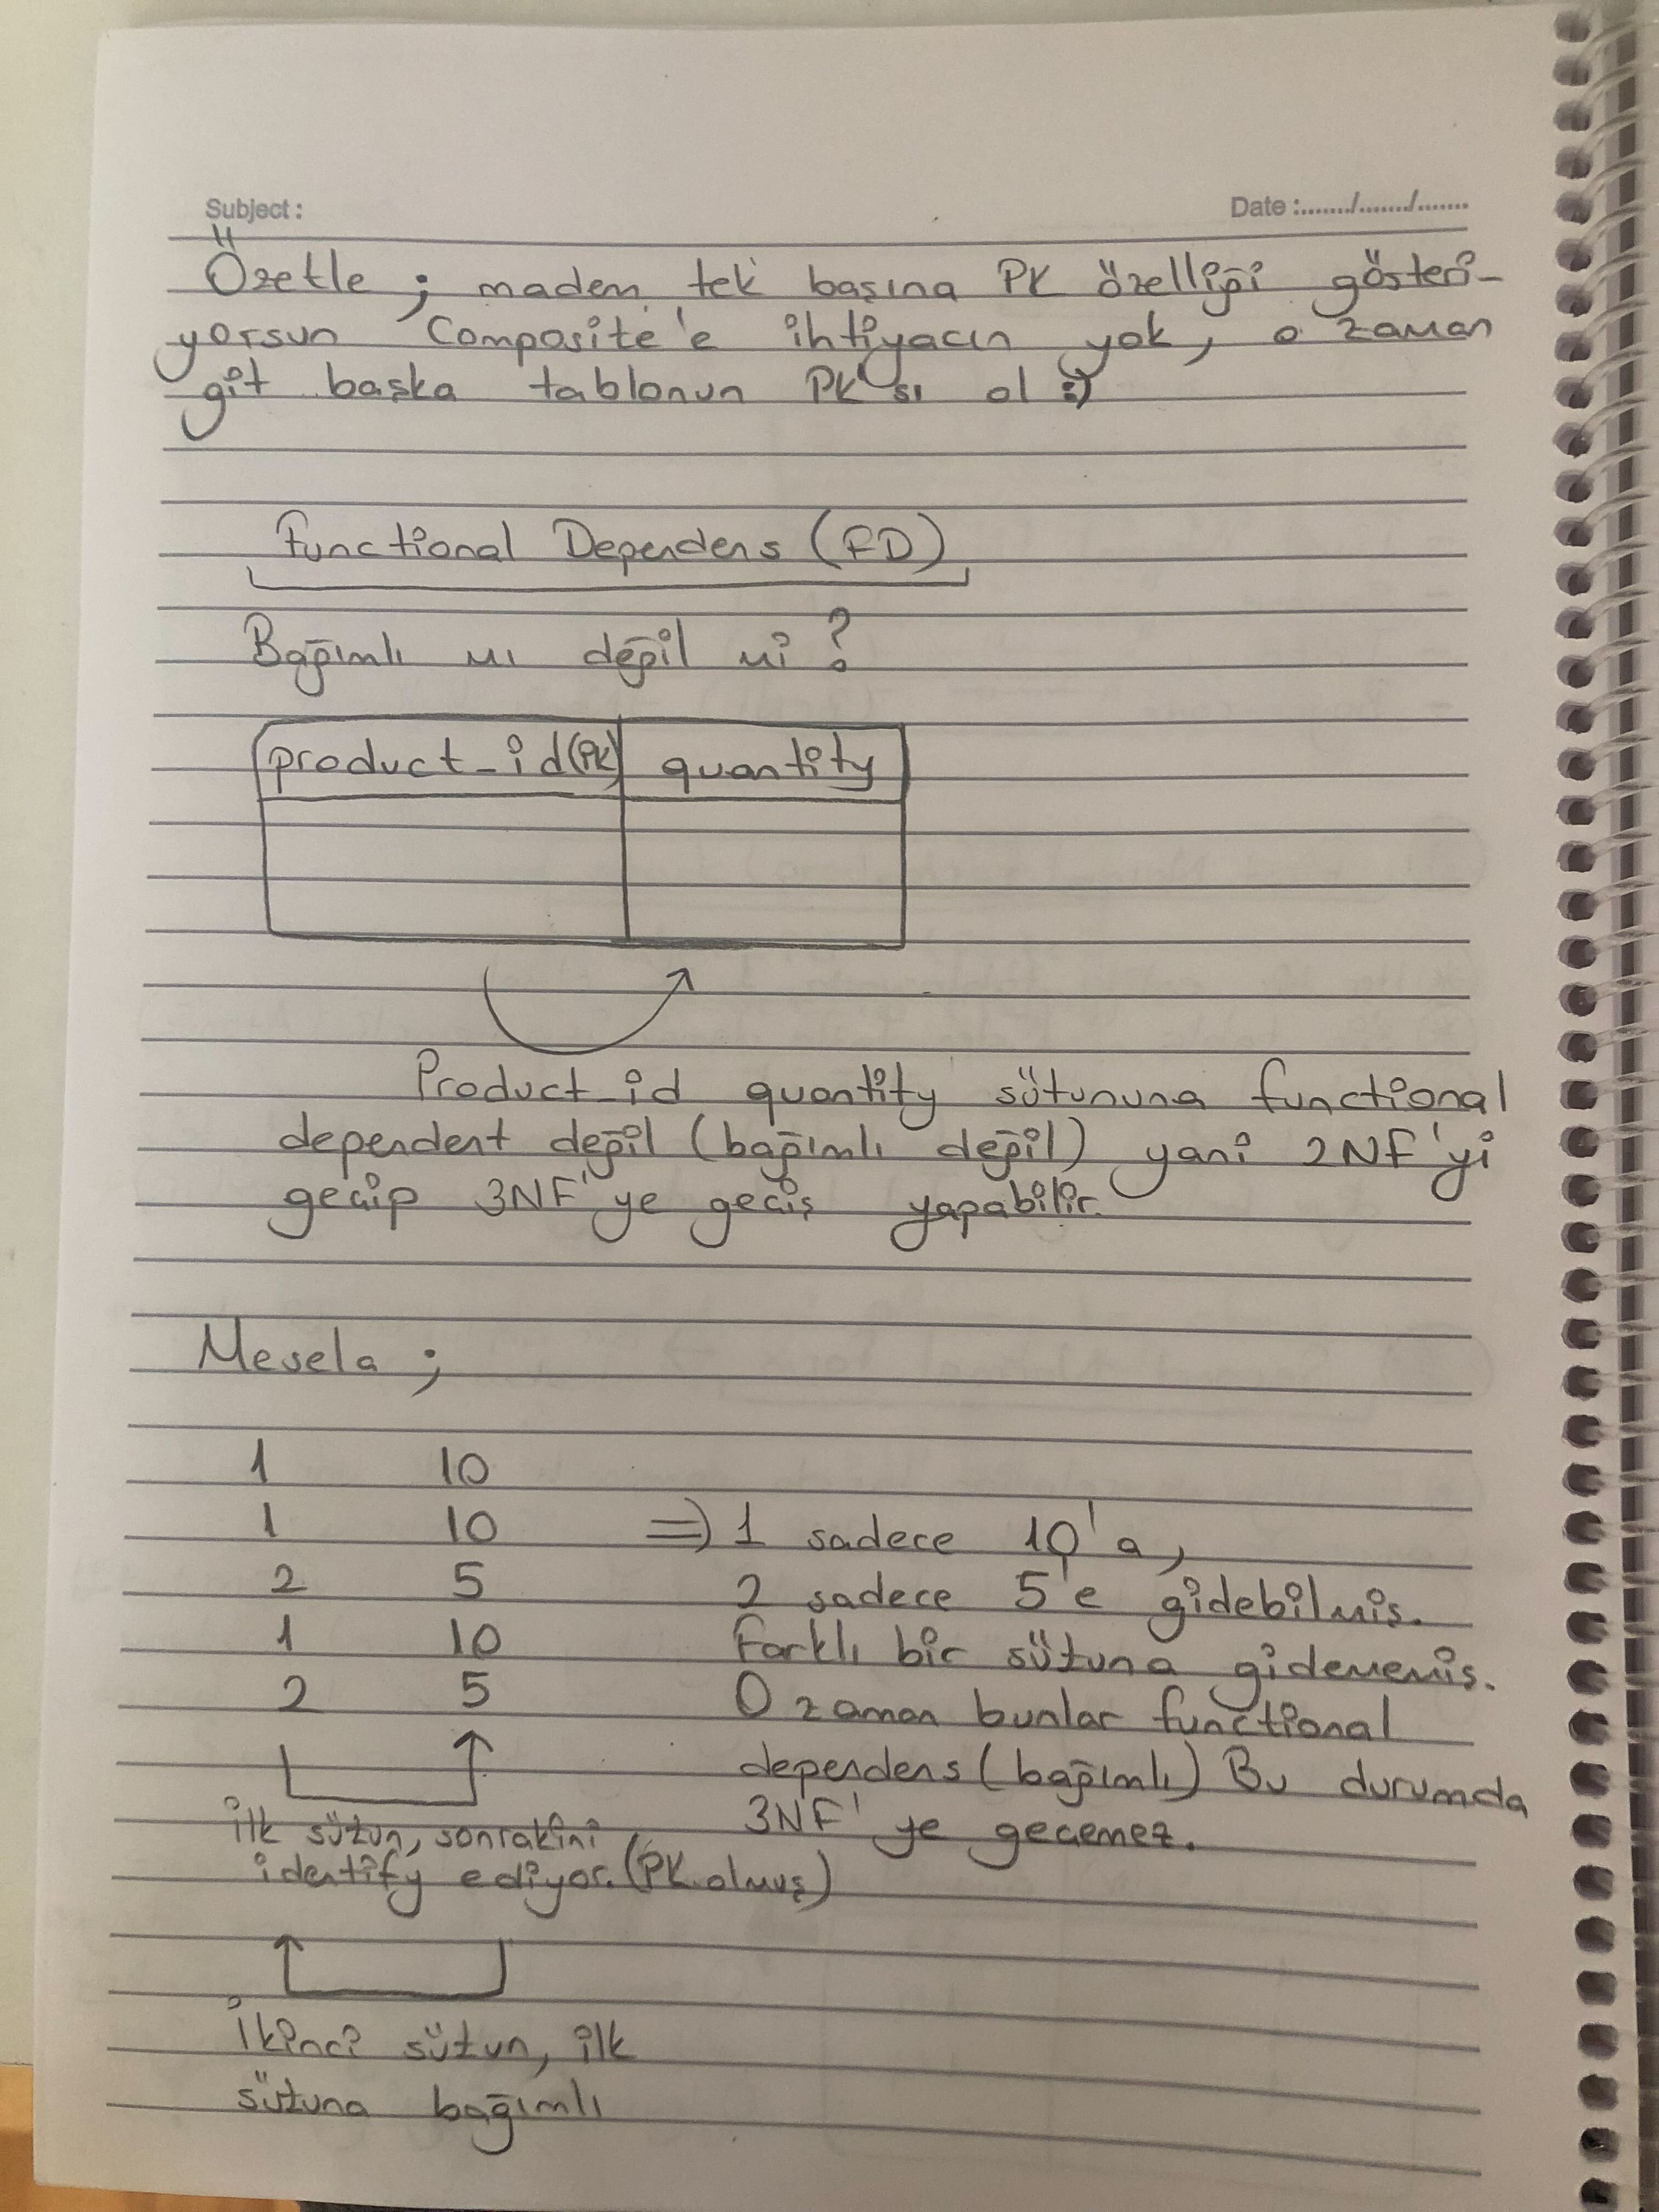 Subject :
Date :......./......./.......
Özetle ; madem tek başına PK özelliği gösteri-
yorsun Composite'e ihtiyacın yok, o zaman
git başka tablonun PK'sı ol :)
Functional Dependens (FD)
Bağımlı mı değil mi ?
product_id(PK) quantity
Product_id quantity sütununa functional
dependent değil (bağımlı değil) yani 2NF'yi
geçip 3NF'ye geçiş yapabilir.
Mesela ;
1 10
1 10 => 1 sadece 10'a,
2 5 2 sadece 5'e gidebilmiş.
1 10 Farklı bir sütuna gidememiş.
2 5 O zaman bunlar functional
dependens (bağımlı) Bu durumda
3NF'ye geçemez.
ilk sütun, sonrakini
identify ediyor. (PK olmuş)
İkinci sütun, ilk
sütuna bağımlı